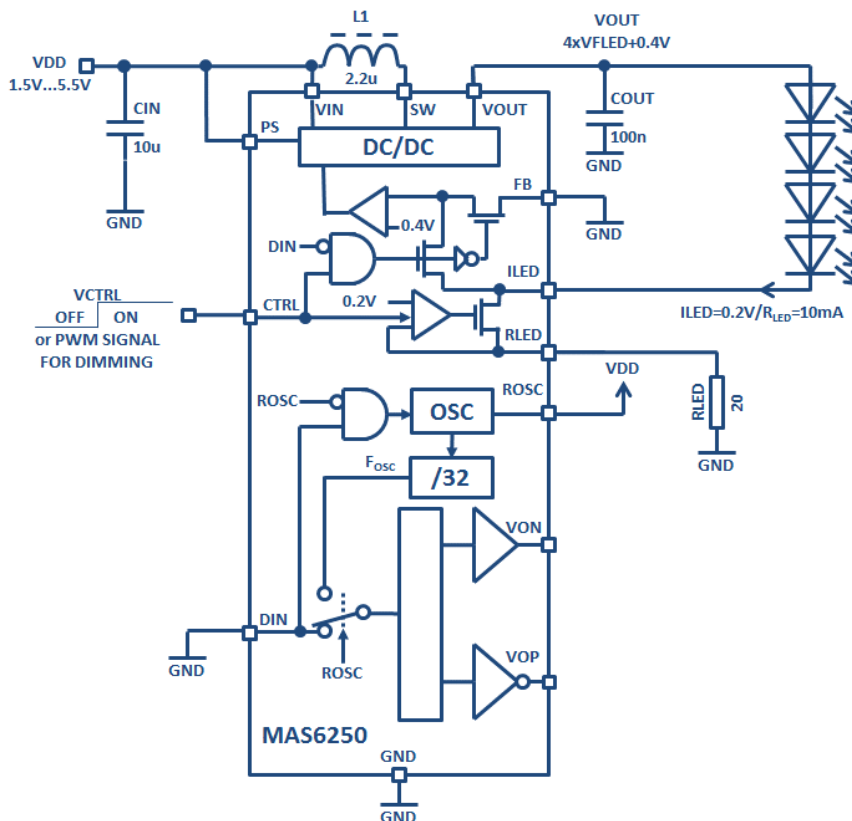 L1
VDD
1.5V...5.5V
2.2u
VOUT
4xVFLED+0.4V
CIN
10u
GND
VIN
SW
VOUT
PS
DC/DC
COUT
100n
GND
FB
GND
0.4V
DIN
ILED
ILED=0.2V/RLED=10mA
VCTRL
OFF ON
or PWM SIGNAL
FOR DIMMING
CTRL
0.2V
RLED
VDD
ROSC
ROSC
OSC
RLED
20
GND
FOSC
/32
VON
DIN
GND
ROSC
VOP
MAS6250
GND
GND